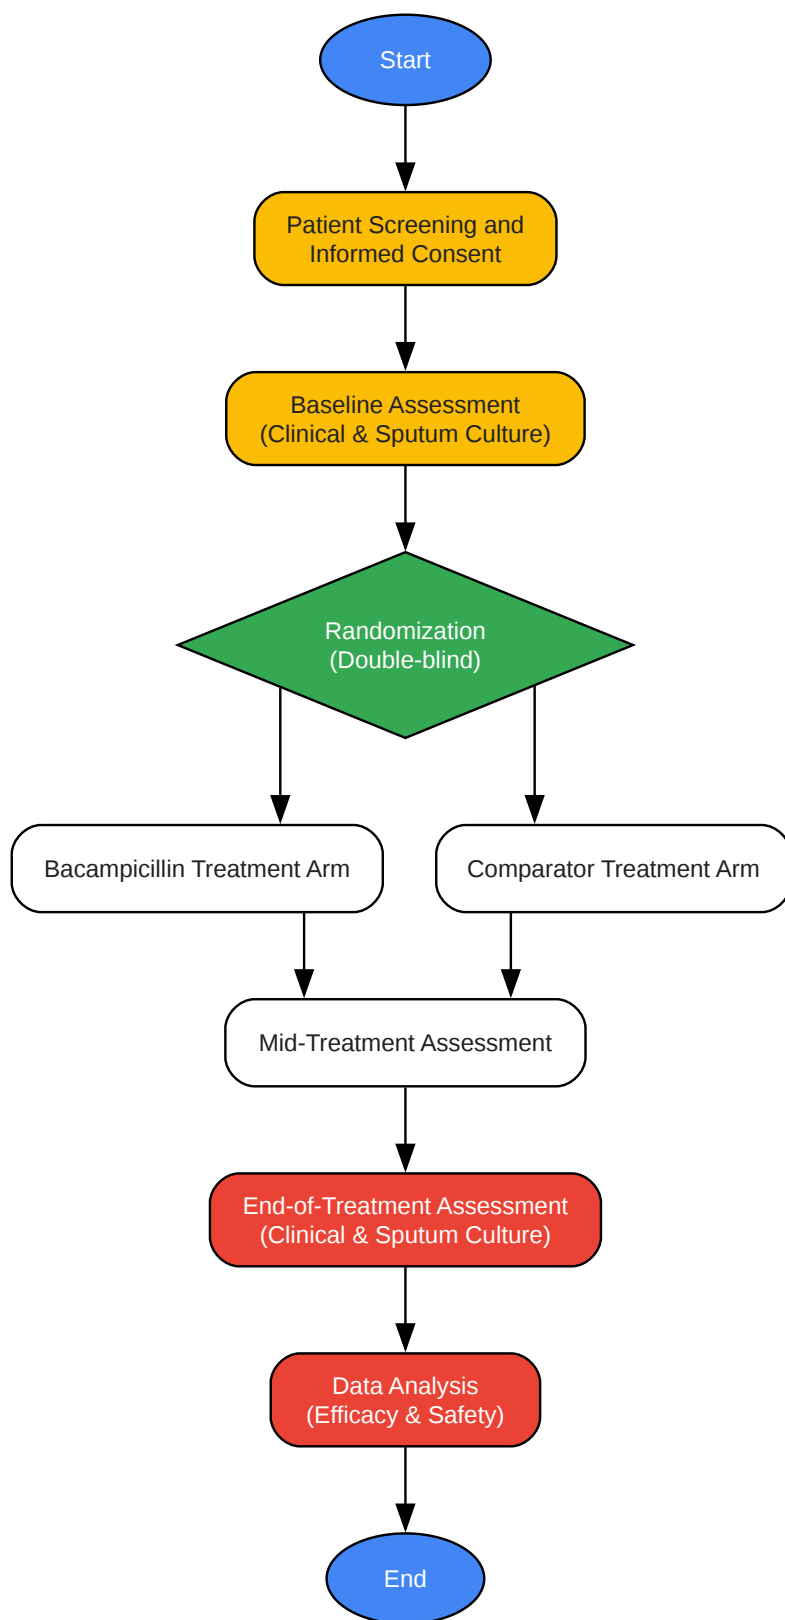 Start
Patient Screening and
Informed Consent
Baseline Assessment
(Clinical & Sputum Culture)
Randomization
(Double-blind)
Bacampicillin Treatment Arm
Comparator Treatment Arm
Mid-Treatment Assessment
End-of-Treatment Assessment
(Clinical & Sputum Culture)
Data Analysis
(Efficacy & Safety)
End